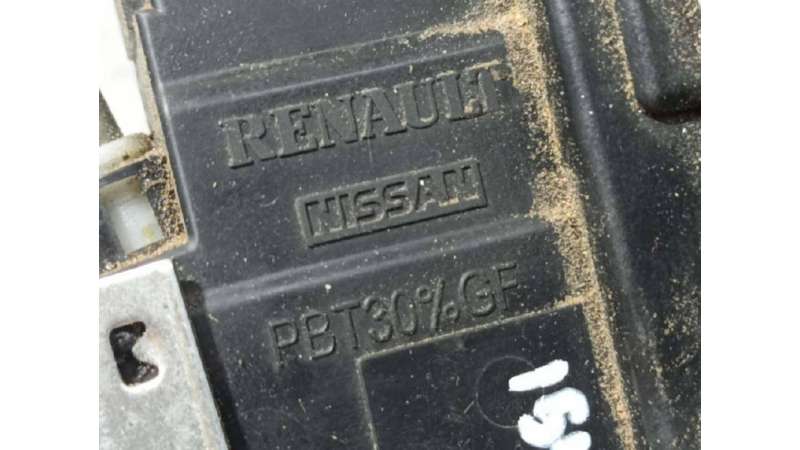 RENAULT
NISSAN
PBT30%GF